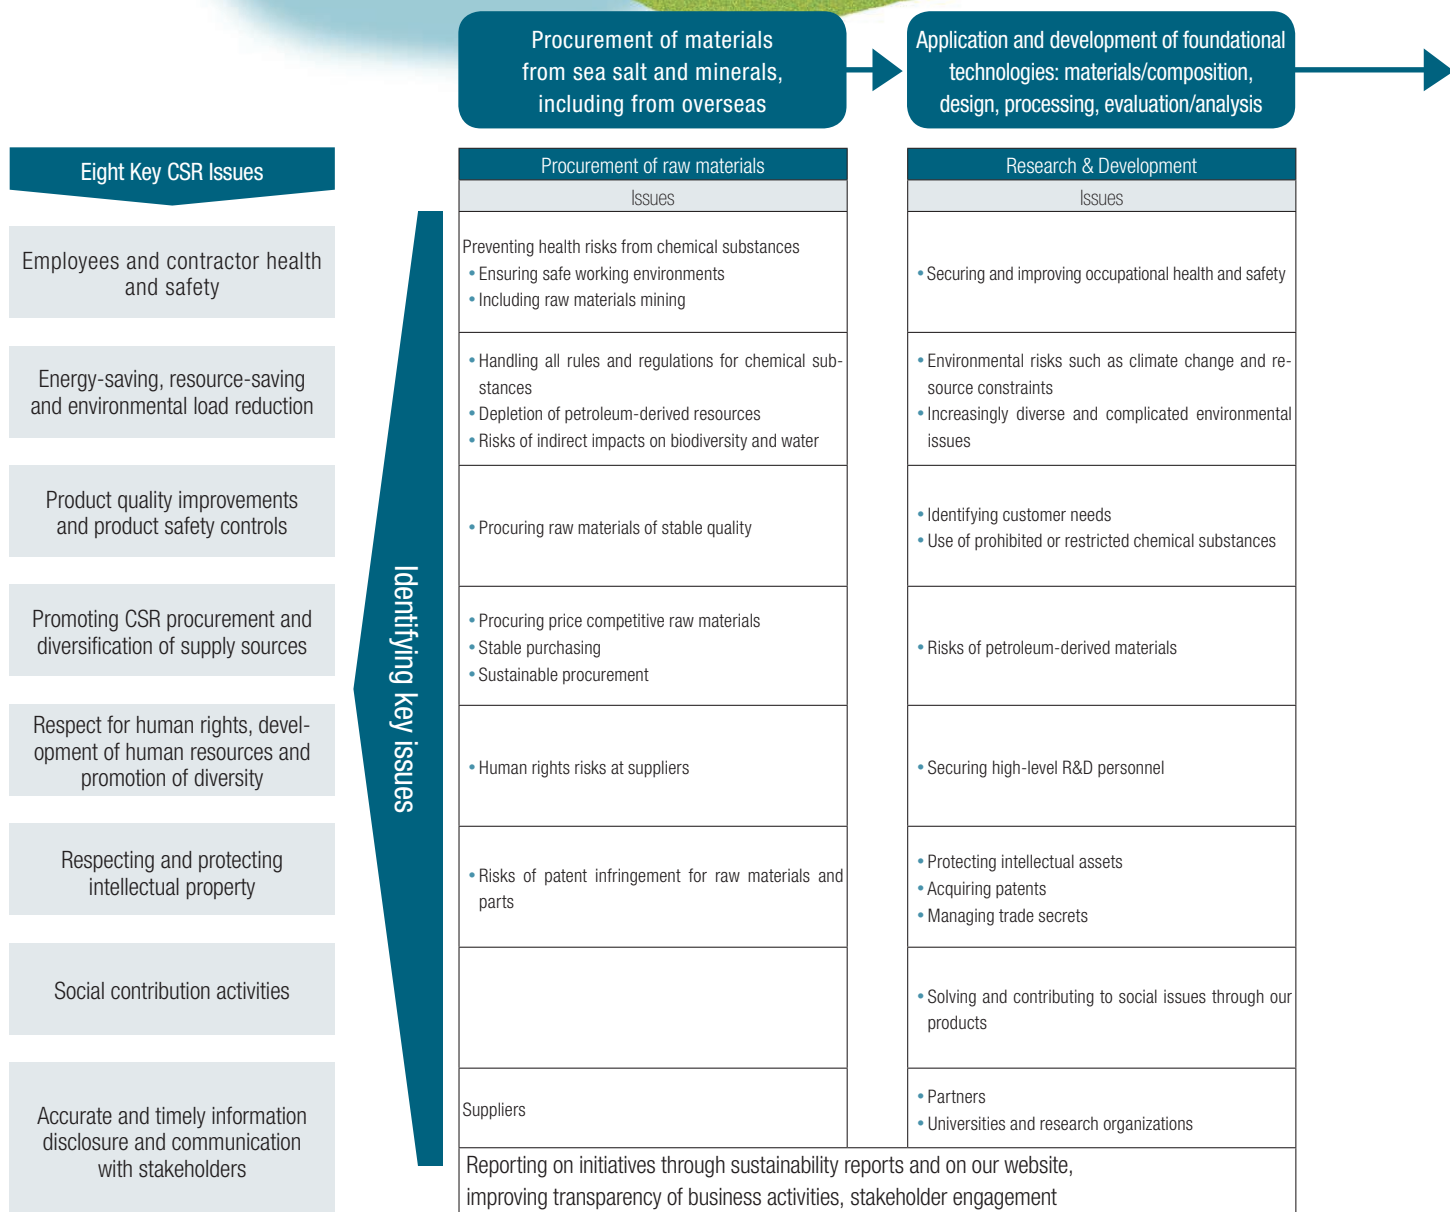 Procurement of materials
from sea salt and minerals,
including from overseas
Application and development of foundational
technologies: materials/composition,
design, processing, evaluation/analysis
Eight Key CSR Issues
Employees and contractor health
and safety
Energy-saving, resource-saving
and environmental load reduction
Product quality improvements
and product safety controls
Promoting CSR procurement and
diversification of supply sources
Respect for human rights, devel-
opment of human resources and
promotion of diversity
Respecting and protecting
intellectual property
Social contribution activities
Accurate and timely information
disclosure and communication
with stakeholders
Identifying key issues
Procurement of raw materials
Issues
Preventing health risks from chemical substances
• Ensuring safe working environments
• Including raw materials mining
• Handling all rules and regulations for chemical sub-
stances
• Depletion of petroleum-derived resources
• Risks of indirect impacts on biodiversity and water
• Procuring raw materials of stable quality
• Procuring price competitive raw materials
• Stable purchasing
• Sustainable procurement
• Human rights risks at suppliers
• Risks of patent infringement for raw materials and
parts
Suppliers
Research & Development
Issues
• Securing and improving occupational health and safety
• Environmental risks such as climate change and re-
source constraints
• Increasingly diverse and complicated environmental
issues
• Identifying customer needs
• Use of prohibited or restricted chemical substances
• Risks of petroleum-derived materials
• Securing high-level R&D personnel
• Protecting intellectual assets
• Acquiring patents
• Managing trade secrets
• Solving and contributing to social issues through our
products
• Partners
• Universities and research organizations
Reporting on initiatives through sustainability reports and on our website,
improving transparency of business activities, stakeholder engagement